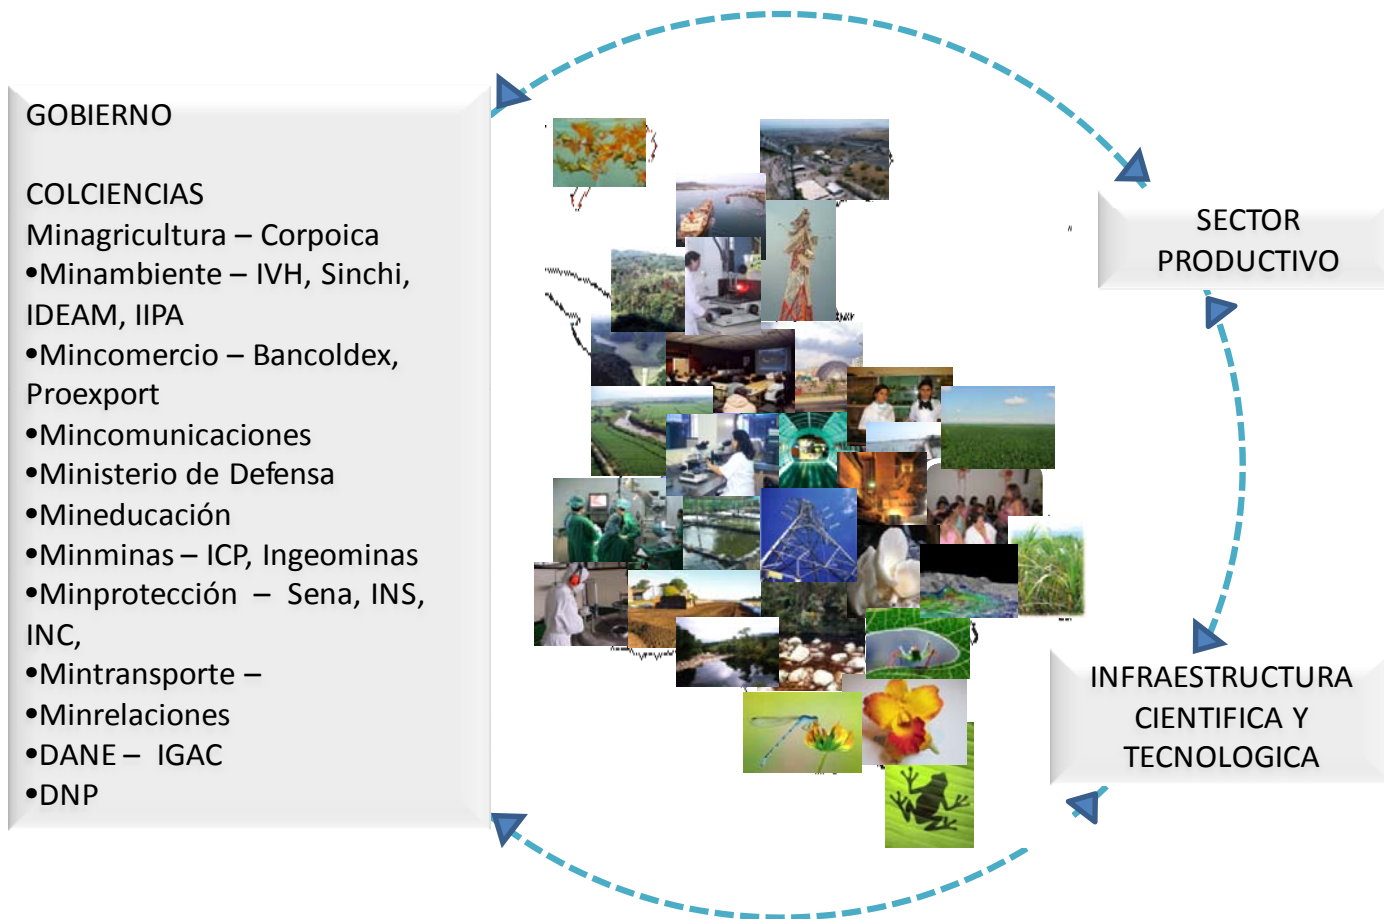 GOBIERNO
COLCIENCIAS
Minagricultura – Corpoica
•Minambiente – IVH, Sinchi,
IDEAM, IIPA
•Mincomercio – Bancoldex,
Proexport
•Mincomunicaciones
•Ministerio de Defensa
•Mineducación
•Minminas – ICP, Ingeominas
•Minprotección – Sena, INS,
INC,
•Mintransporte –
•Minrelaciones
•DANE – IGAC
•DNP
SECTOR
PRODUCTIVO
INFRAESTRUCTURA
CIENTIFICA Y
TECNOLOGICA